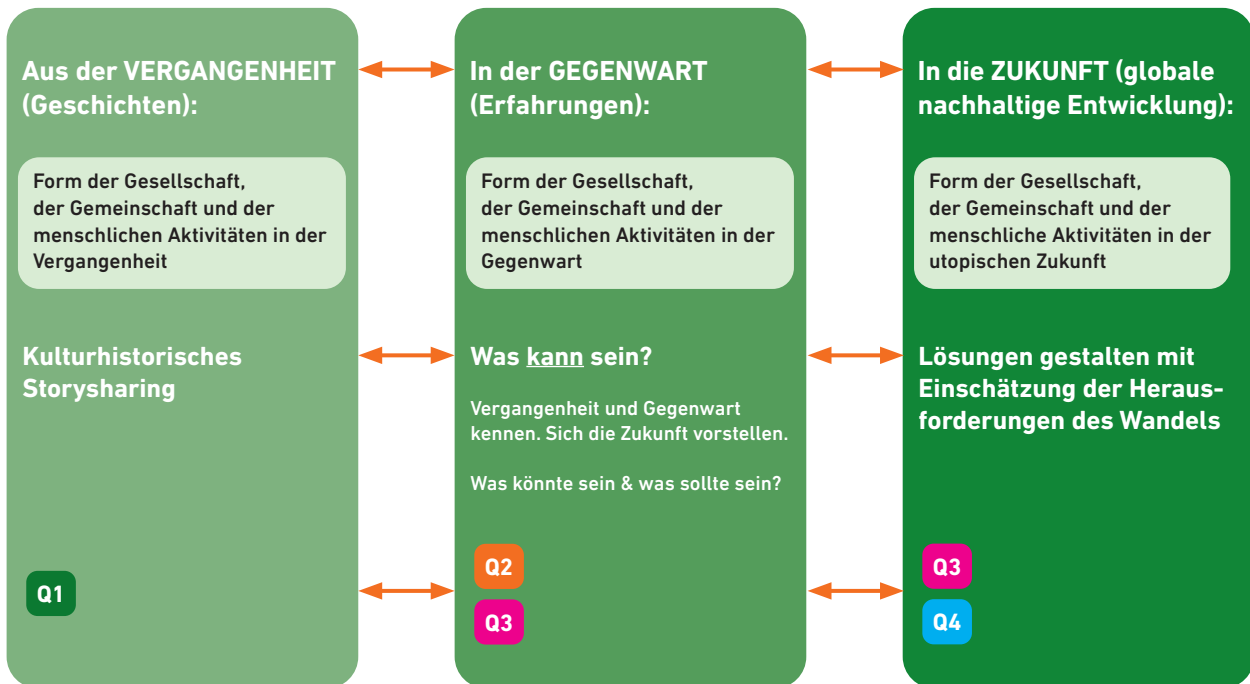 Aus der VERGANGENHEIT
(Geschichten):
Form der Gesellschaft,
der Gemeinschaft und der
menschlichen Aktivitäten in der
Vergangenheit
Kulturhistorisches
Storysharing
Q1
In der GEGENWART
(Erfahrungen):
Form der Gesellschaft,
der Gemeinschaft und der
menschlichen Aktivitäten in der
Gegenwart
Was kann sein?
Vergangenheit und Gegenwart
kennen. Sich die Zukunft vorstellen.
Was könnte sein & was sollte sein?
Q2
Q3
In die ZUKUNFT (globale
nachhaltige Entwicklung):
Form der Gesellschaft,
der Gemeinschaft und der
menschliche Aktivitäten in der
utopischen Zukunft
Lösungen gestalten mit
Einschätzung der Heraus-
forderungen des Wandels
Q3
Q4